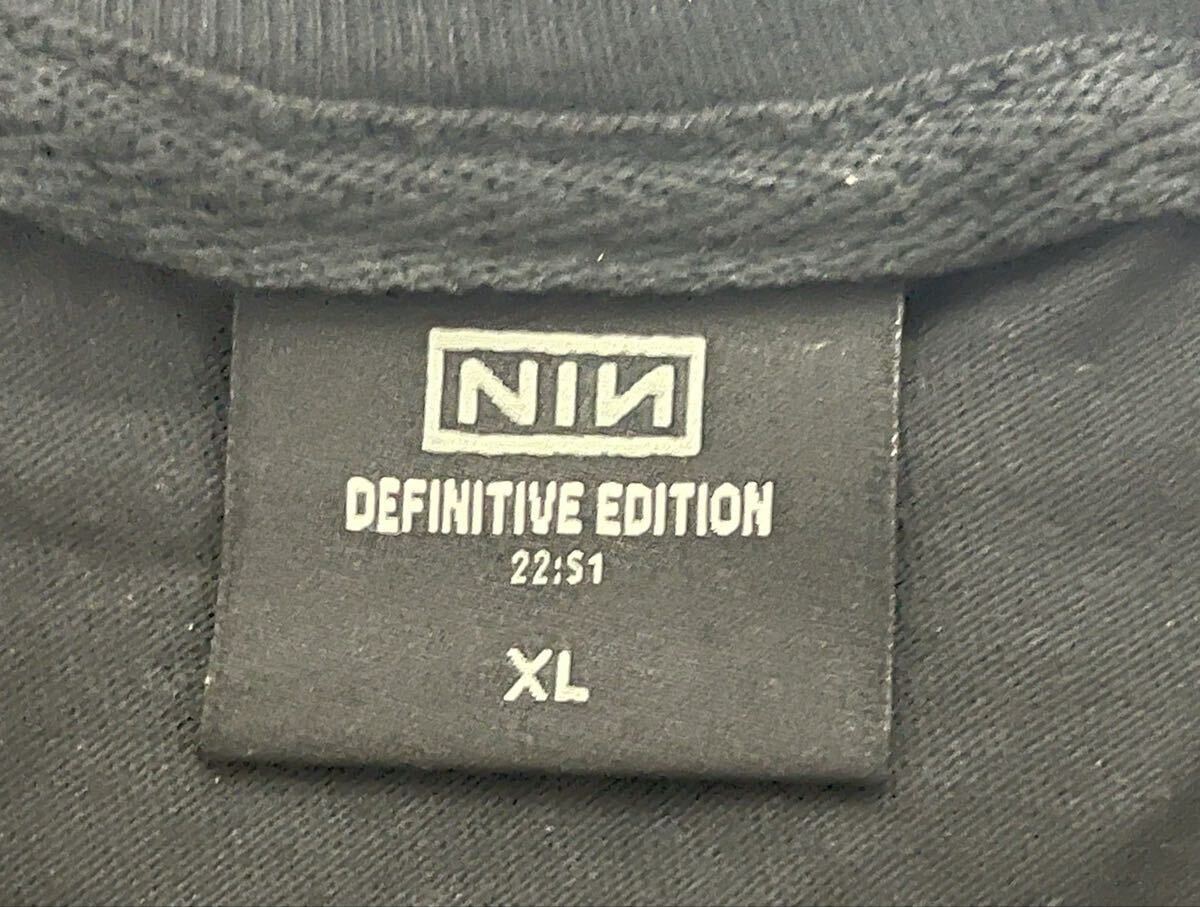 NIN
DEFINITIVE EDITION
22:S1
XL